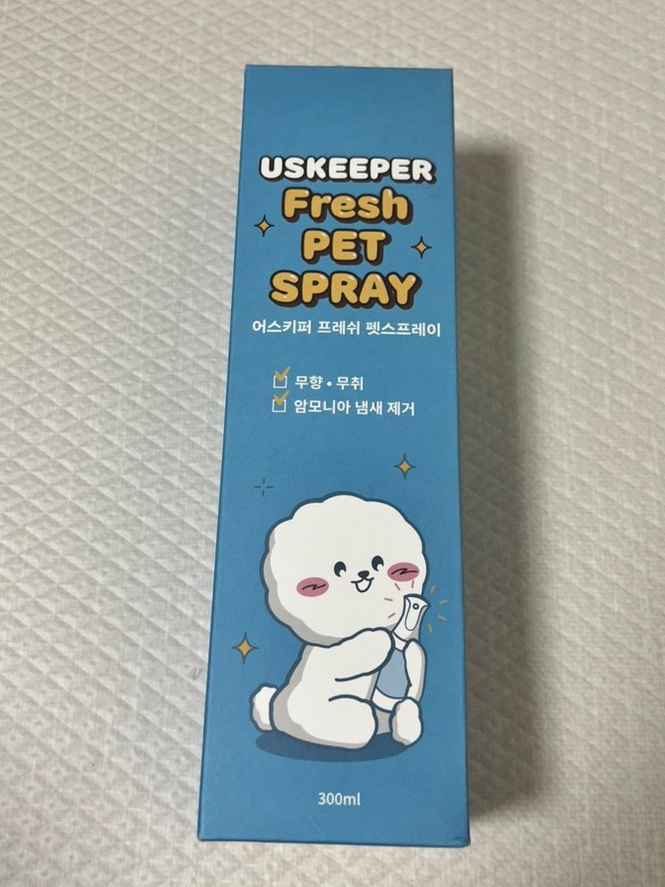 USKEEPER
Fresh
PET
SPRAY
어스키퍼 프레쉬 펫스프레이
무향 • 무취
암모니아 냄새 제거
300ml